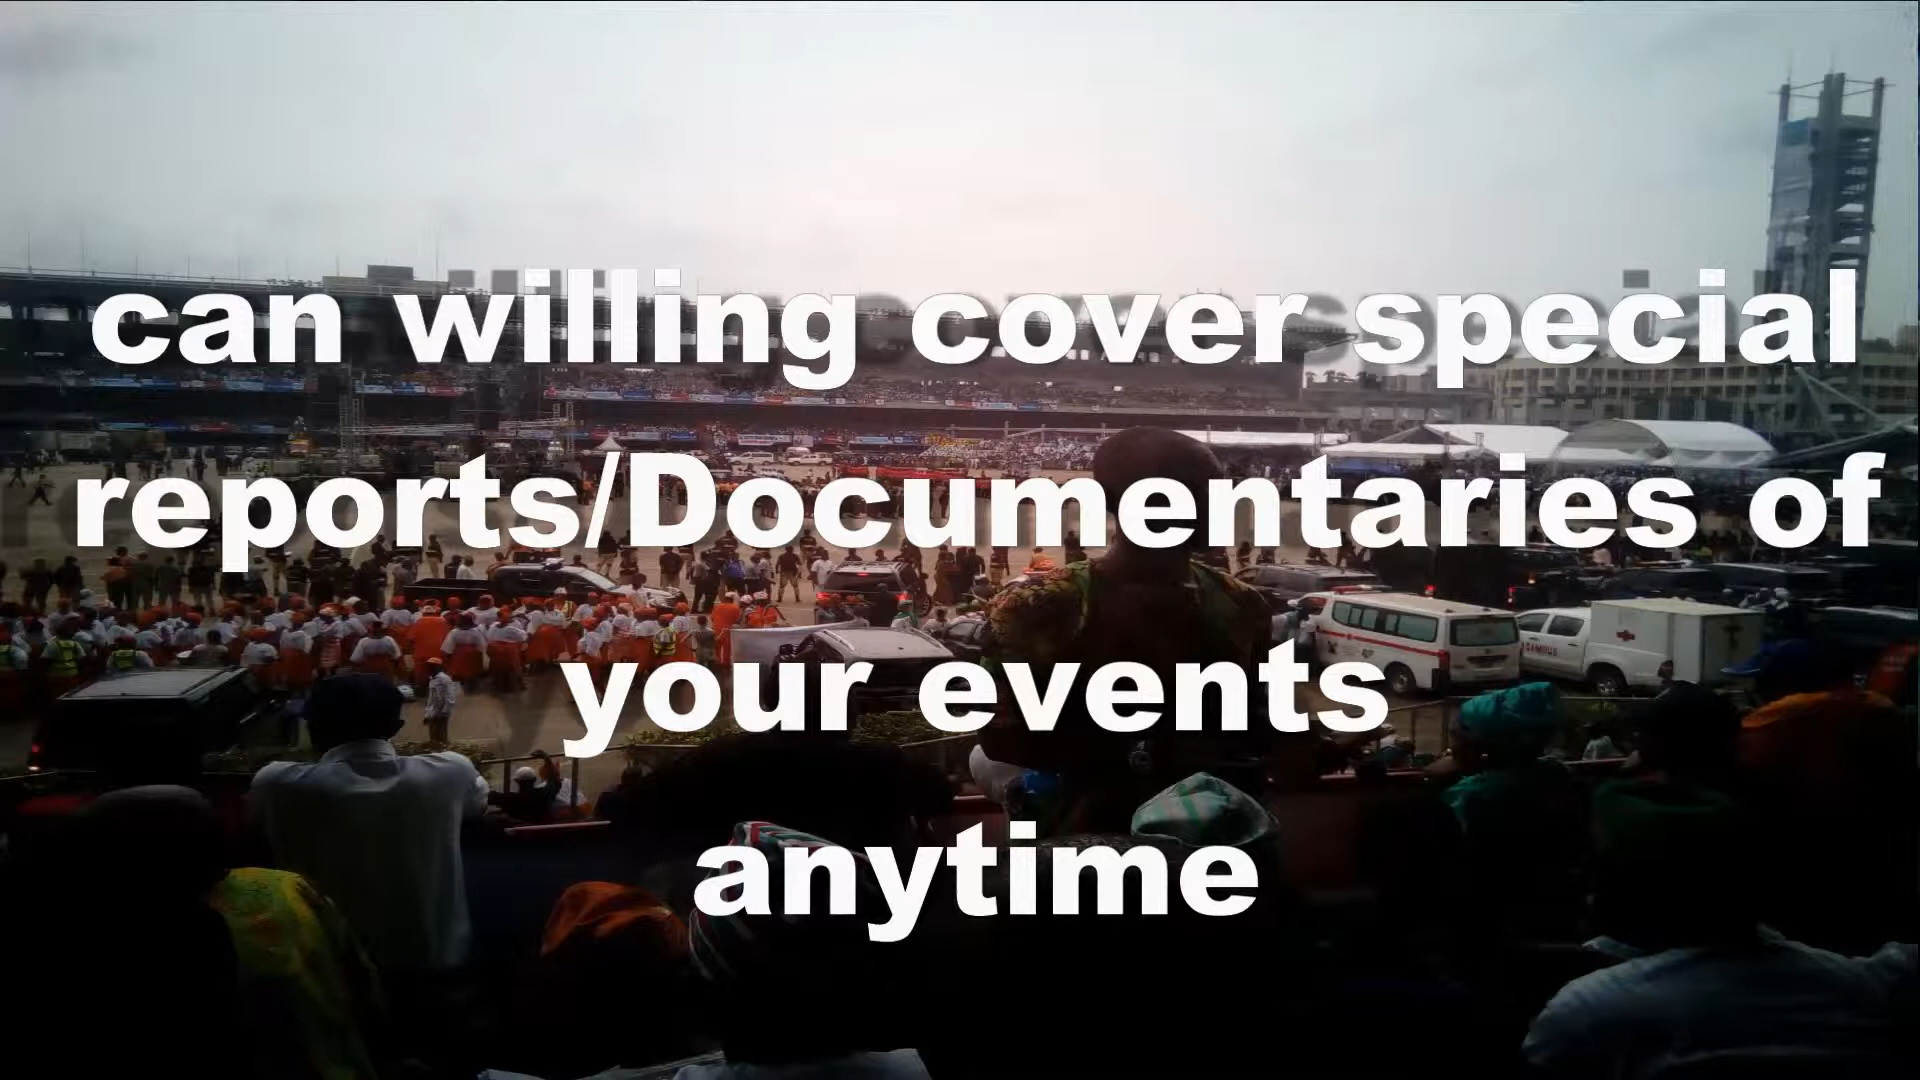 can willing cover special
reports/Documentaries of
your events
anytime